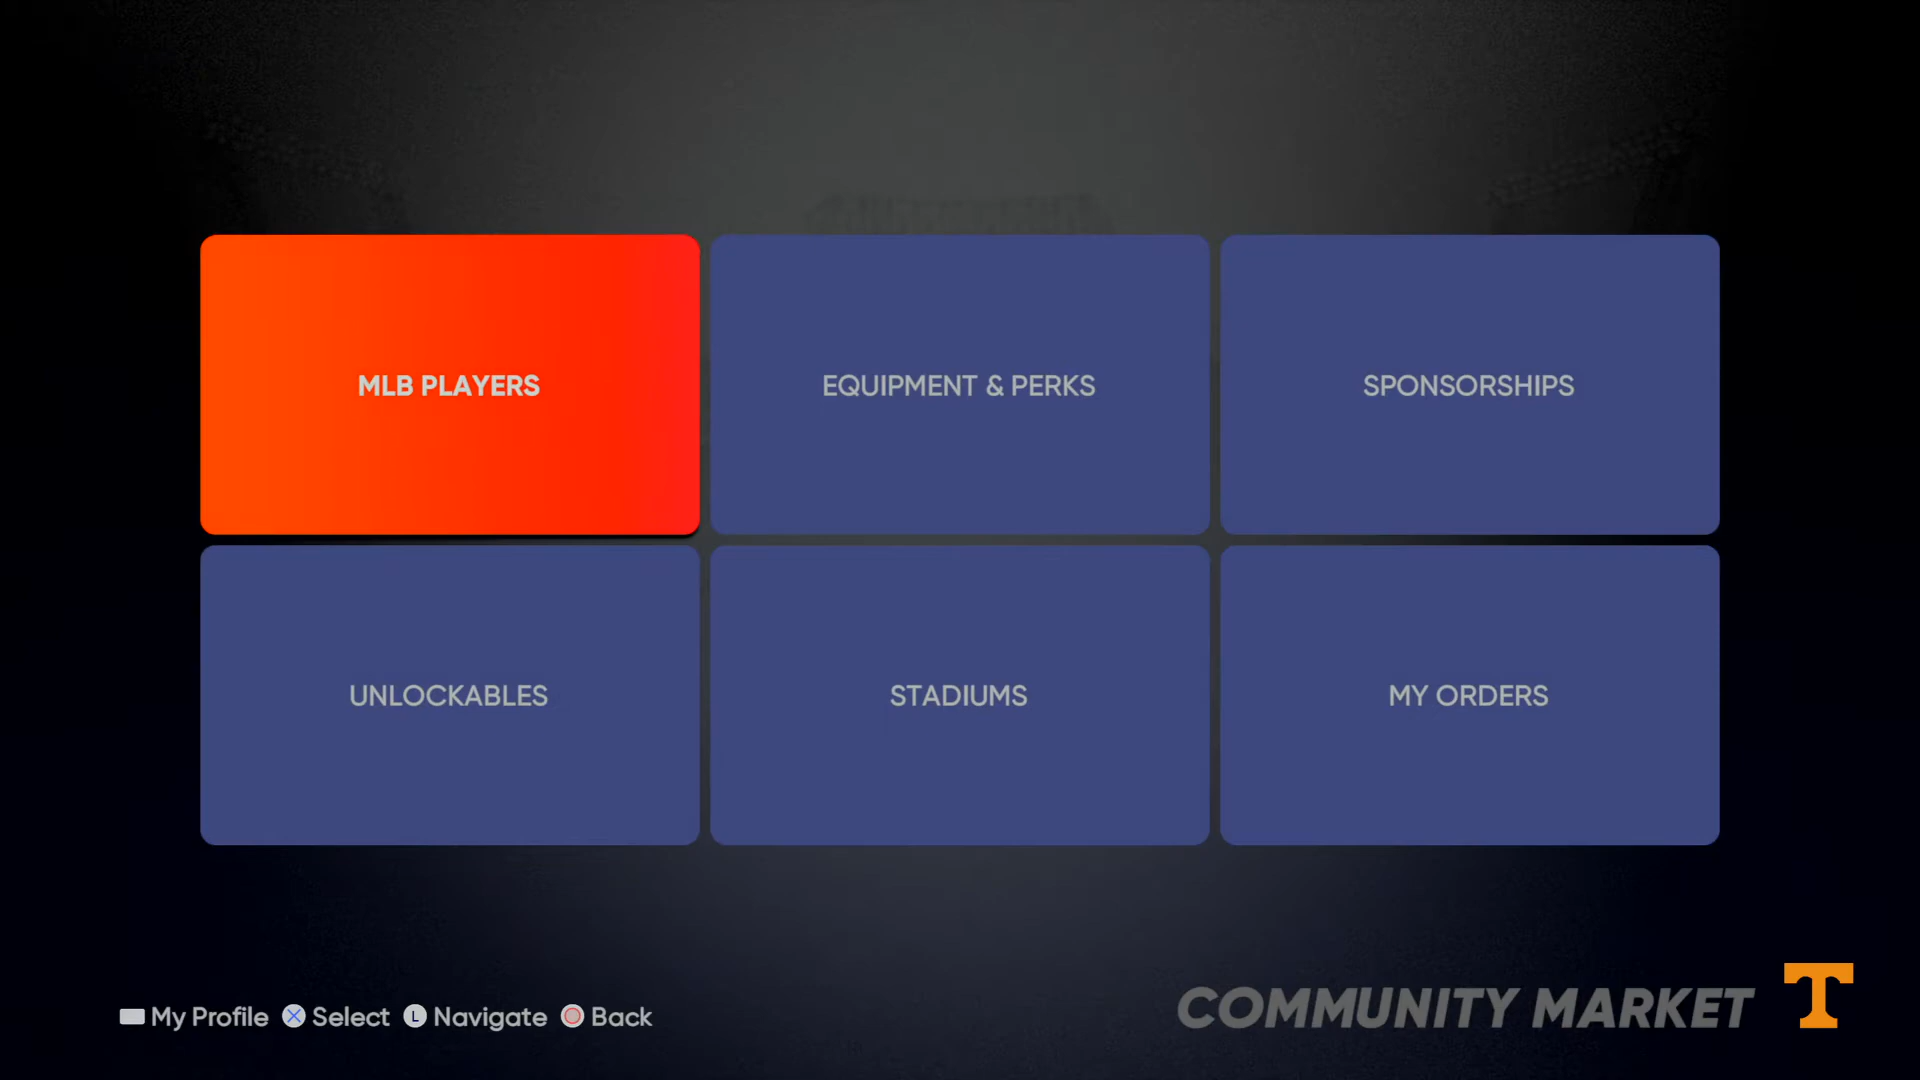 MLB PLAYERS
EQUIPMENT & PERKS
SPONSORSHIPS
UNLOCKABLES
STADIUMS
MY ORDERS
My Profile Select L Navigate Back
COMMUNITY MARKET T